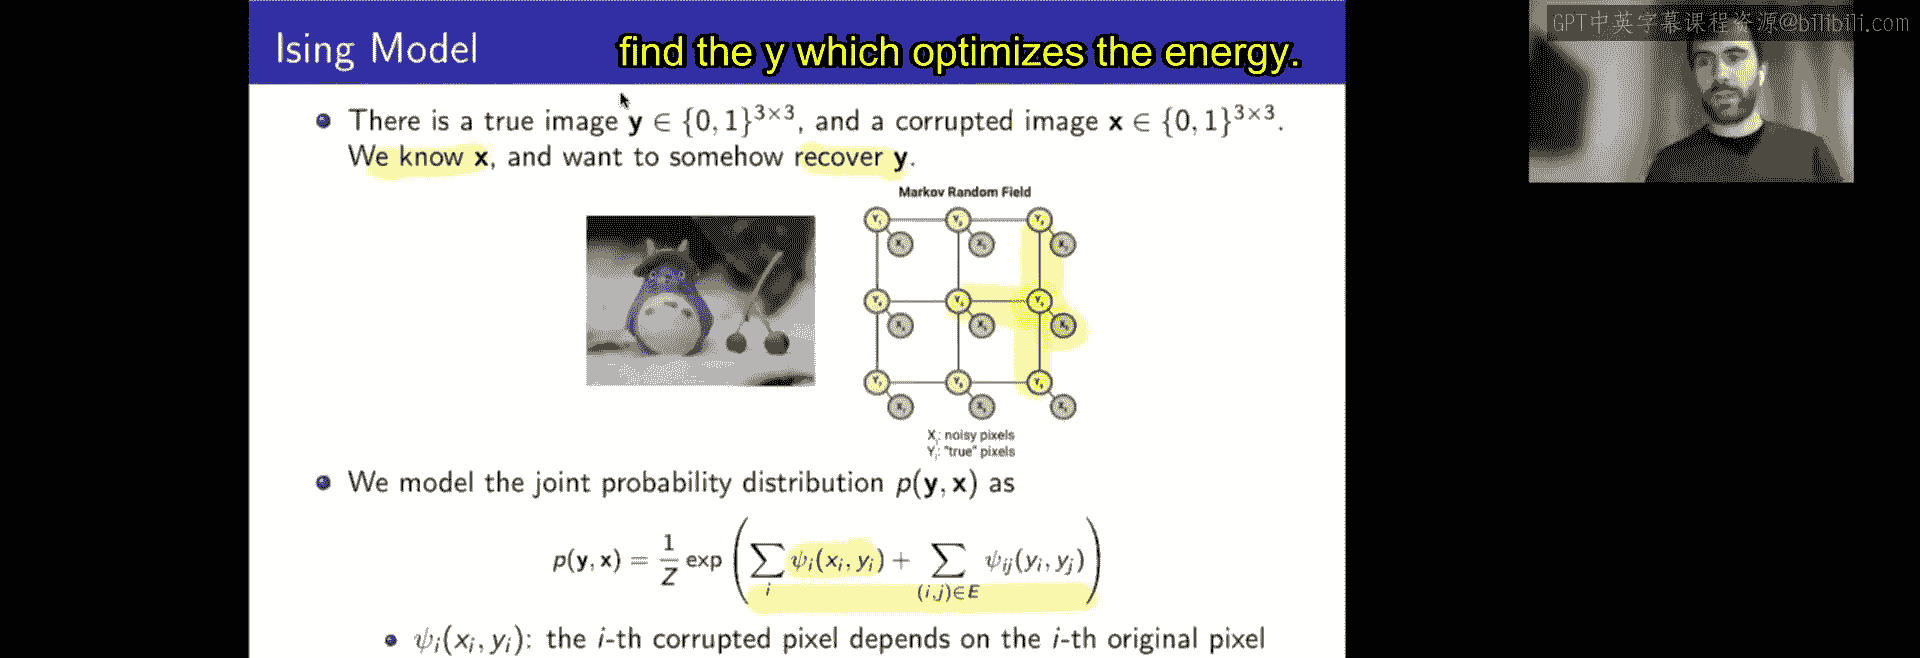 Ising Model
find the y which optimizes the energy.
GPT中英字幕课程资源@bilibili.com
There is a true image y ∈ {0, 1}^{3×3}, and a corrupted image x ∈ {0, 1}^{3×3}.
We know x, and want to somehow recover y.
Markov Random Field
X_i: noisy pixels
Y_i: "true" pixels
We model the joint probability distribution p(y, x) as
p(y, x) = 1/Z exp ( ∑_i ψ_i(x_i, y_i) + ∑_{(i,j)∈E} ψ_{ij}(y_i, y_j) )
ψ_i(x_i, y_i): the i-th corrupted pixel depends on the i-th original pixel